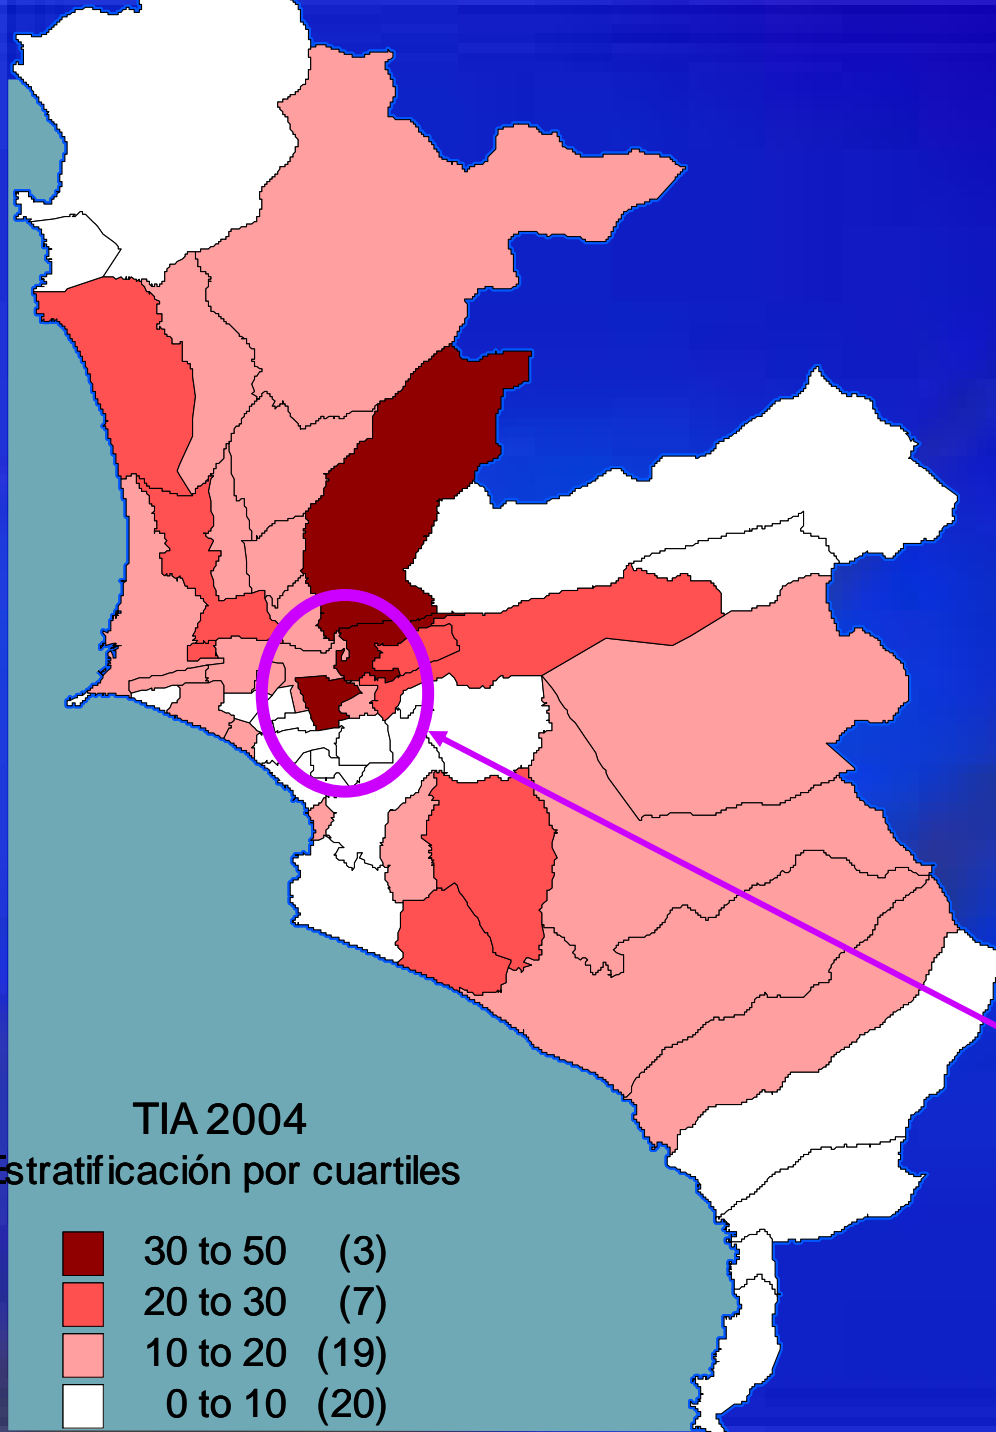 TIA 2004
Estratificación por cuartiles
30 to 50 (3)
20 to 30 (7)
10 to 20 (19)
0 to 10 (20)